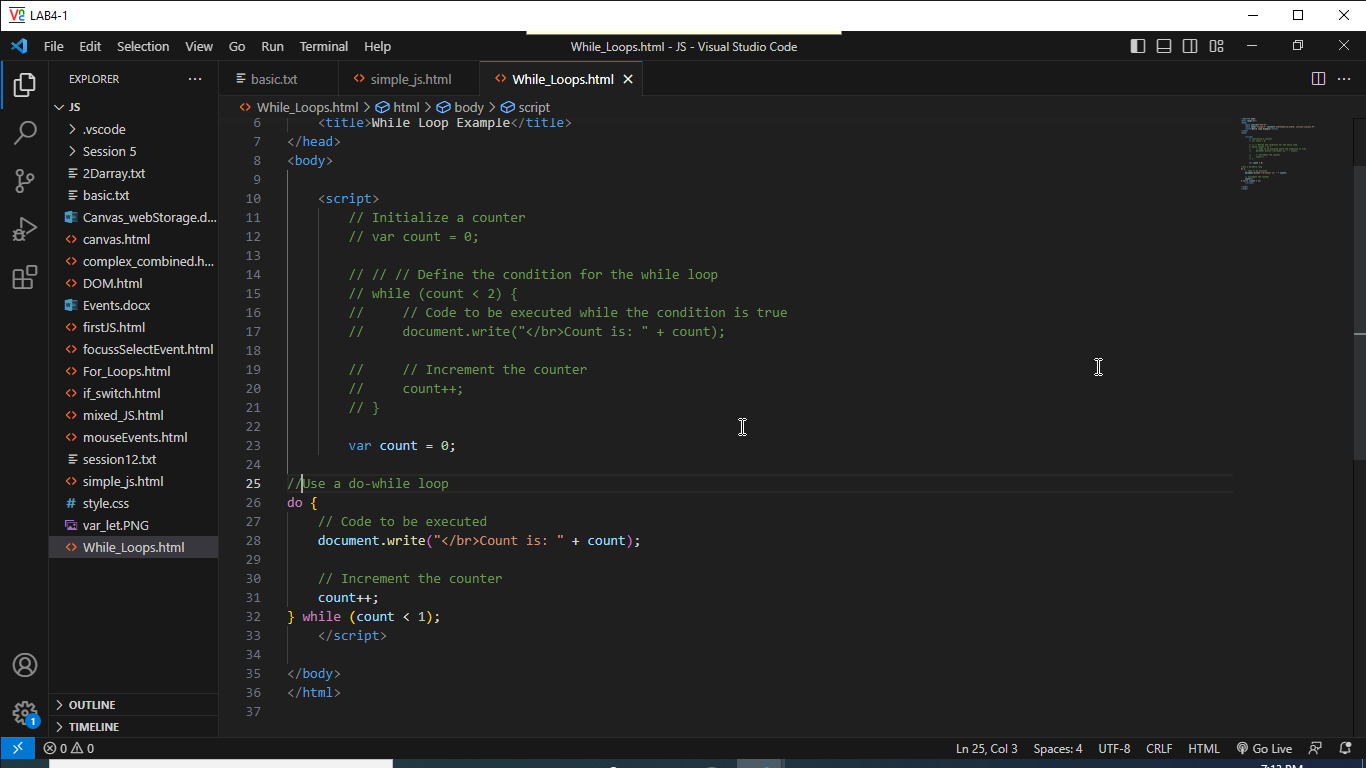 LAB4-1
File Edit Selection View Go Run Terminal Help
While_Loops.html - JS - Visual Studio Code
EXPLORER
JS
.vscode
Session 5
2Darray.txt
basic.txt
Canvas_webStorage.d...
canvas.html
complex_combined.h...
DOM.html
Events.docx
firstJS.html
focussSelectEvent.html
For_Loops.html
if_switch.html
mixed_JS.html
mouseEvents.html
session12.txt
simple_js.html
style.css
var_let.PNG
While_Loops.html
OUTLINE
TIMELINE
1
basic.txt simple_js.html While_Loops.html
While_Loops.html > html > body > script
6 <title>While Loop Example</title>
7 </head>
8 <body>
9
10 <script>
11 // Initialize a counter
12 // var count = 0;
13
14 // // // Define the condition for the while loop
15 // while (count < 2) {
16 // // Code to be executed while the condition is true
17 // document.write("</br>Count is: " + count);
18
19 // // Increment the counter
20 // count++;
21 // }
22
23 var count = 0;
24
25 //Use a do-while loop
26 do {
27 // Code to be executed
28 document.write("</br>Count is: " + count);
29
30 // Increment the counter
31 count++;
32 } while (count < 1);
33 </script>
34
35 </body>
36 </html>
37
0 0
Ln 25, Col 3 Spaces: 4 UTF-8 CRLF HTML Go Live